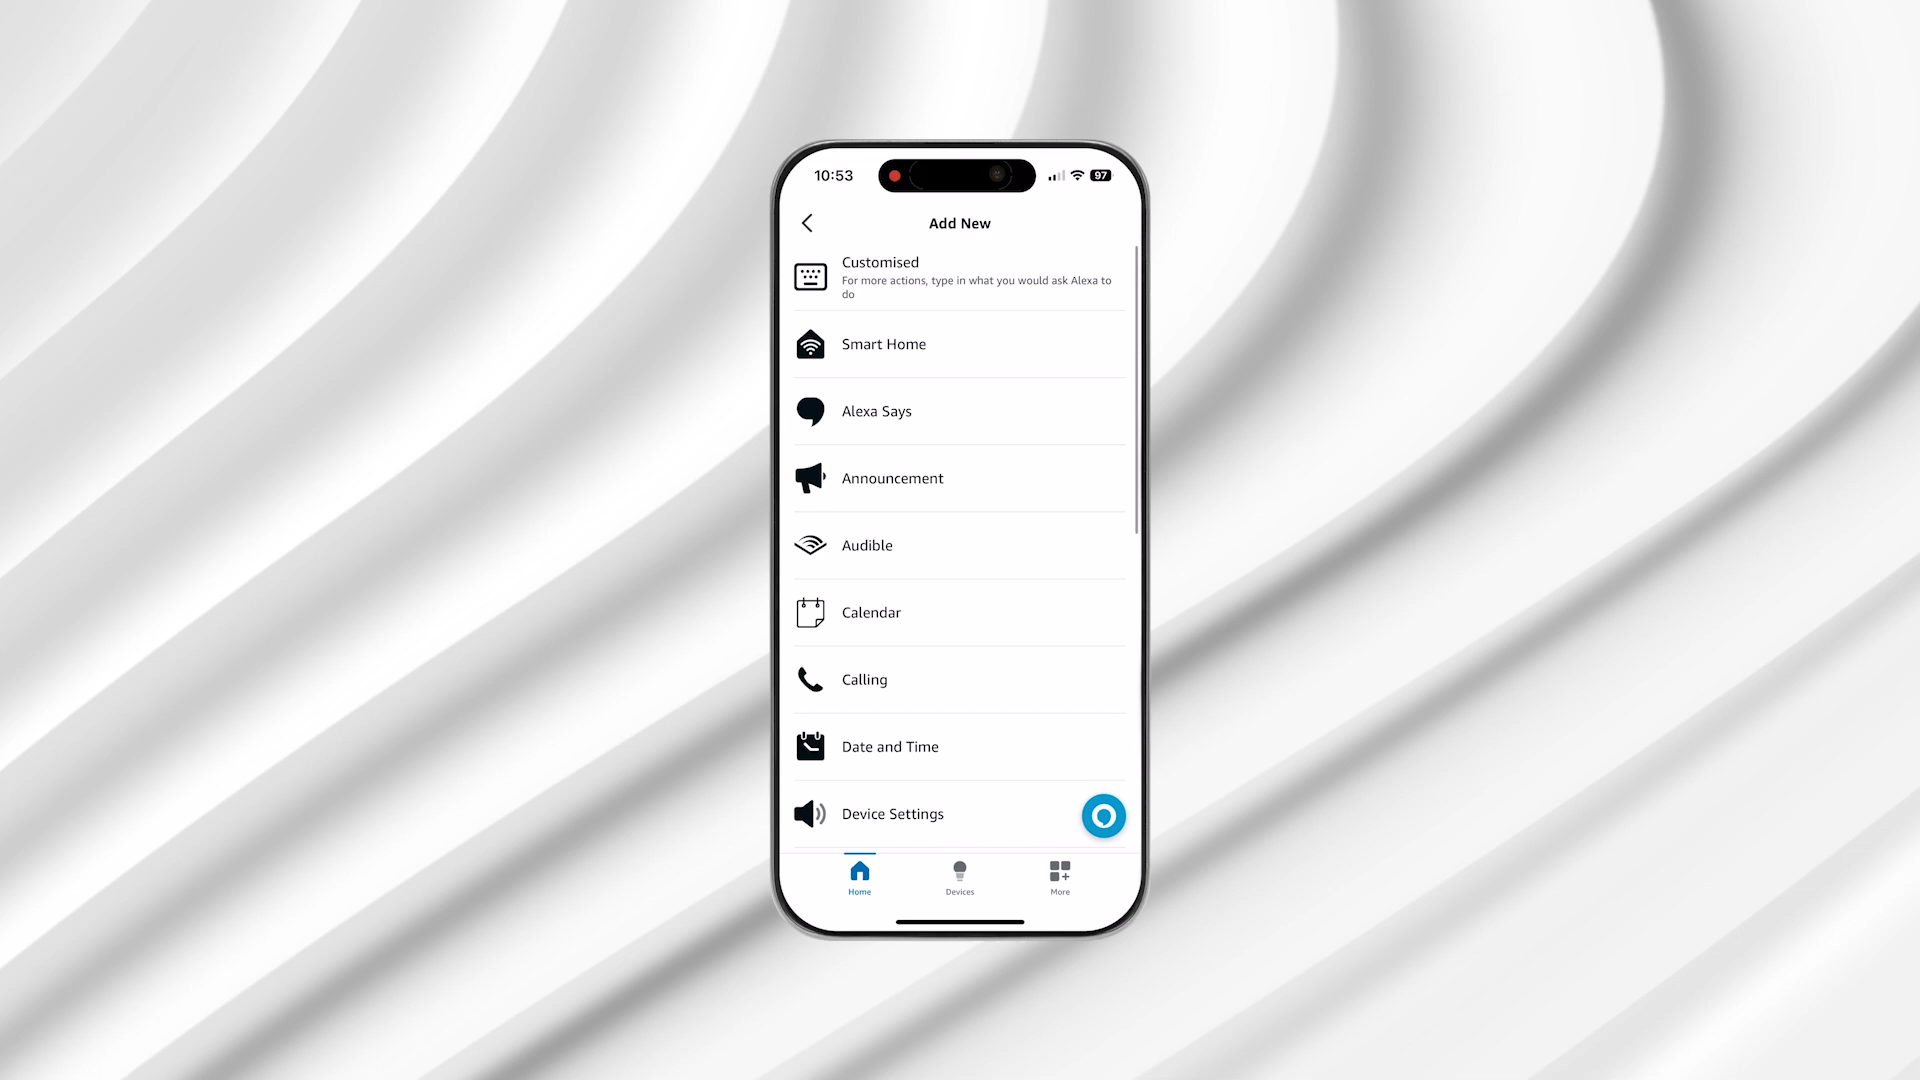 10:53
97
Add New
Customised
For more actions, type in what you would ask Alexa to
do
Smart Home
Alexa Says
Announcement
Audible
Calendar
Calling
Date and Time
Device Settings
Home
Devices
More